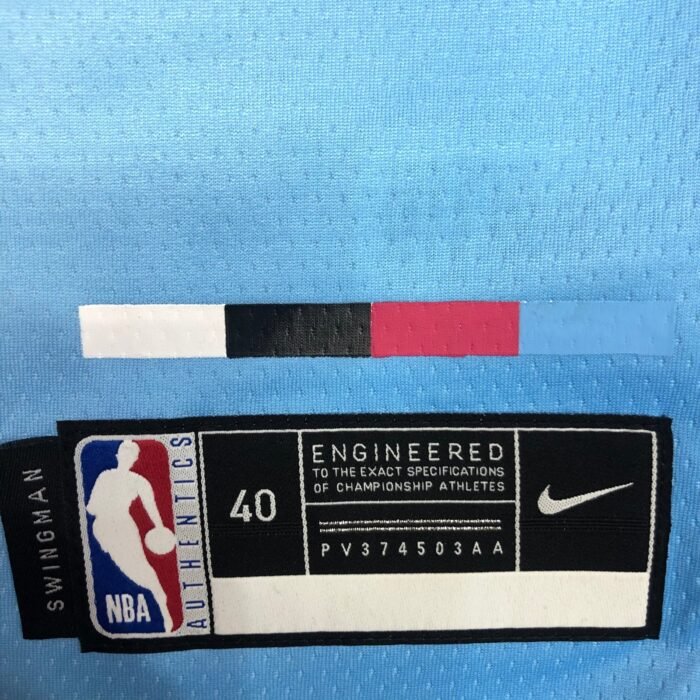 SWINGMAN
NBA
AUTHENTICS
40
ENGINEERED
TO THE EXACT SPECIFICATIONS
OF CHAMPIONSHIP ATHLETES
PV374503AA